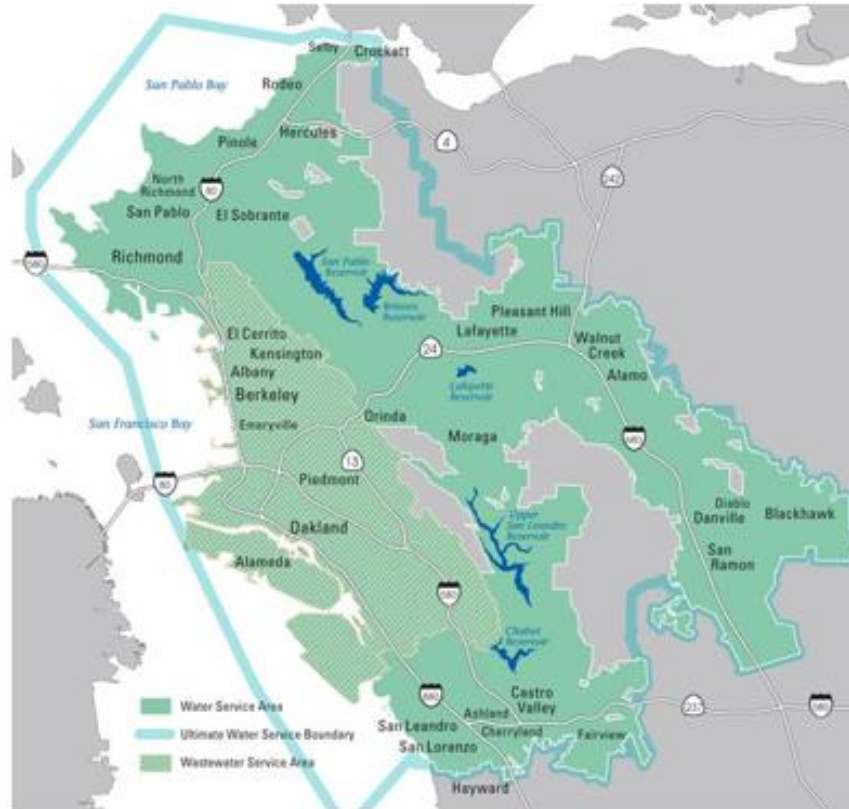 Selby
Crockett
San Pablo Bay
Rodeo
Hercules
4
Pinole
242
North
Richmond
80
San Pablo
El Sobrante
Richmond
580
San Pablo
Reservoir
Briones
Reservoir
Pleasant Hill
Lafayette
Walnut
Creek
El Cerrito
Kensington
24
Albany
Alamo
Berkeley
Lafayette
Reservoir
San Francisco Bay
Emeryville
Orinda
Moraga
680
13
80
Piedmont
Diablo
Danville
Blackhawk
Oakland
Upper
San Leandro
Reservoir
San
Ramon
Alameda
580
Chabot
Reservoir
Castro
Valley
880
Water Service Area
Ashland
237
580
San Leandro
Ultimate Water Service Boundary
Cherryland
Fairview
San Lorenzo
Wastewater Service Area
Hayward